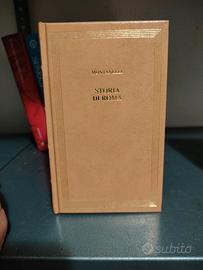 MONTANELLI
STORIA
DI ROMA
subito